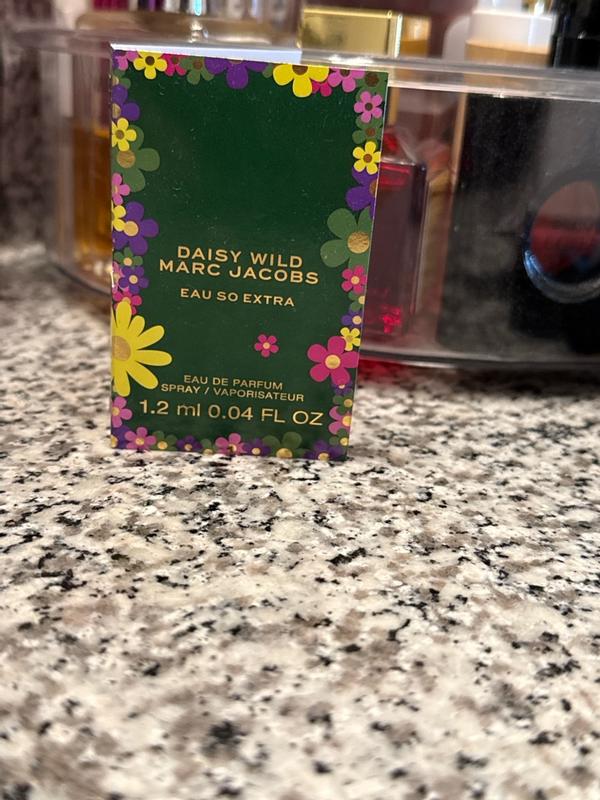 DAISY WILD
MARC JACOBS
EAU SO EXTRA
EAU DE PARFUM
SPRAY / VAPORISATEUR
1.2 ml 0.04 FL OZ